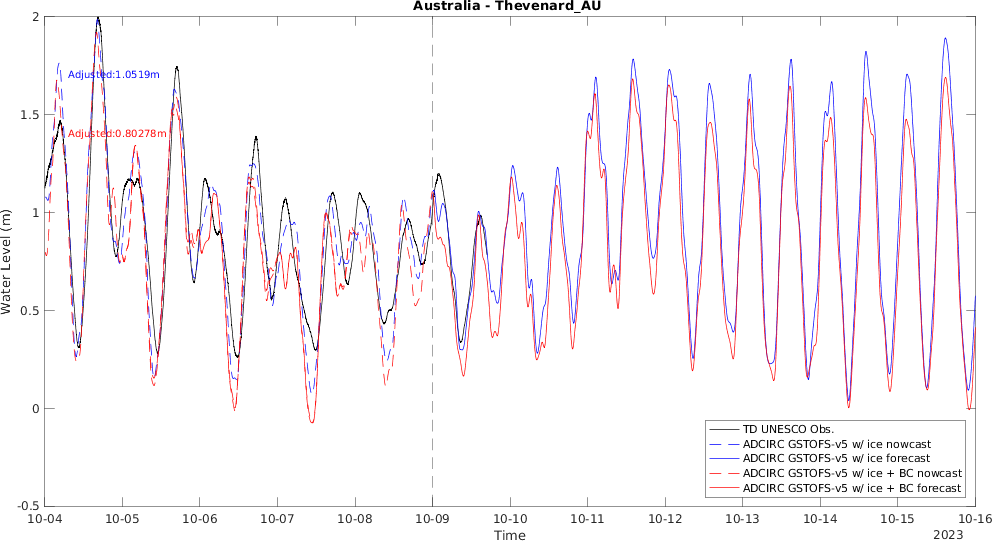 Australia - Thevenard_AU
Water Level (m)
2
1.5
1
0.5
0
-0.5
Adjusted:1.0519m
Adjusted:0.80278m
TD UNESCO Obs.
ADCIRC GSTOFS-v5 w/ ice nowcast
ADCIRC GSTOFS-v5 w/ ice forecast
ADCIRC GSTOFS-v5 w/ ice + BC nowcast
ADCIRC GSTOFS-v5 w/ ice + BC forecast
10-04 10-05 10-06 10-07 10-08 10-09 10-10 10-11 10-12 10-13 10-14 10-15 10-16
Time
2023